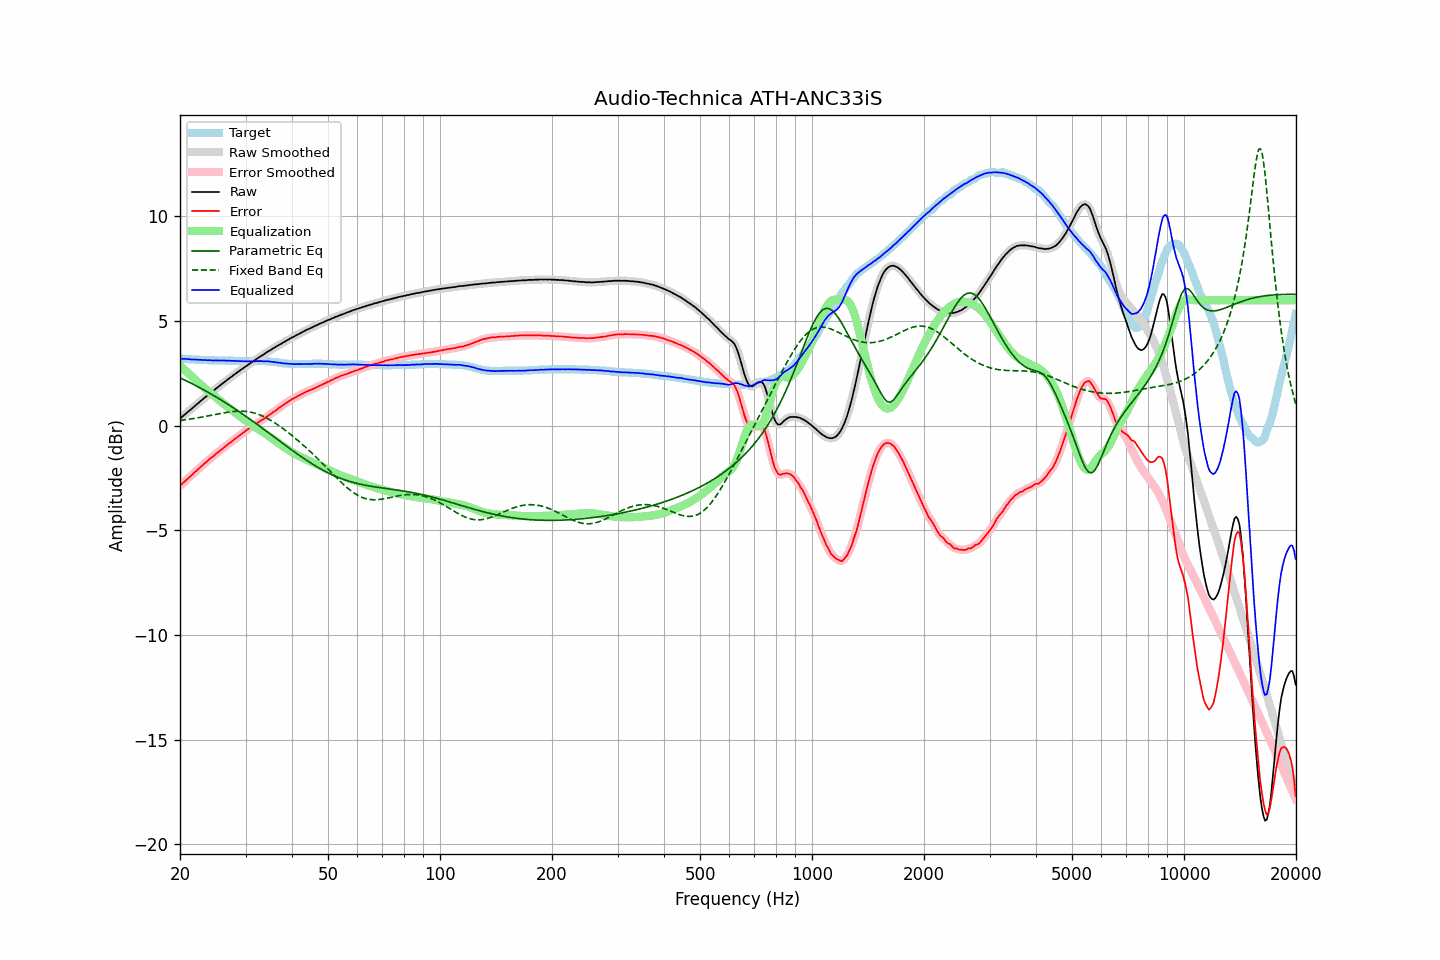 Audio-Technica ATH-ANC33iS
Target
Raw Smoothed
Error Smoothed
Raw
Error
Equalization
Parametric Eq
Fixed Band Eq
Equalized
Amplitude (dBr)
10
5
0
−5
−10
−15
−20
20 50 100 200 500 1000 2000 5000 10000 20000
Frequency (Hz)